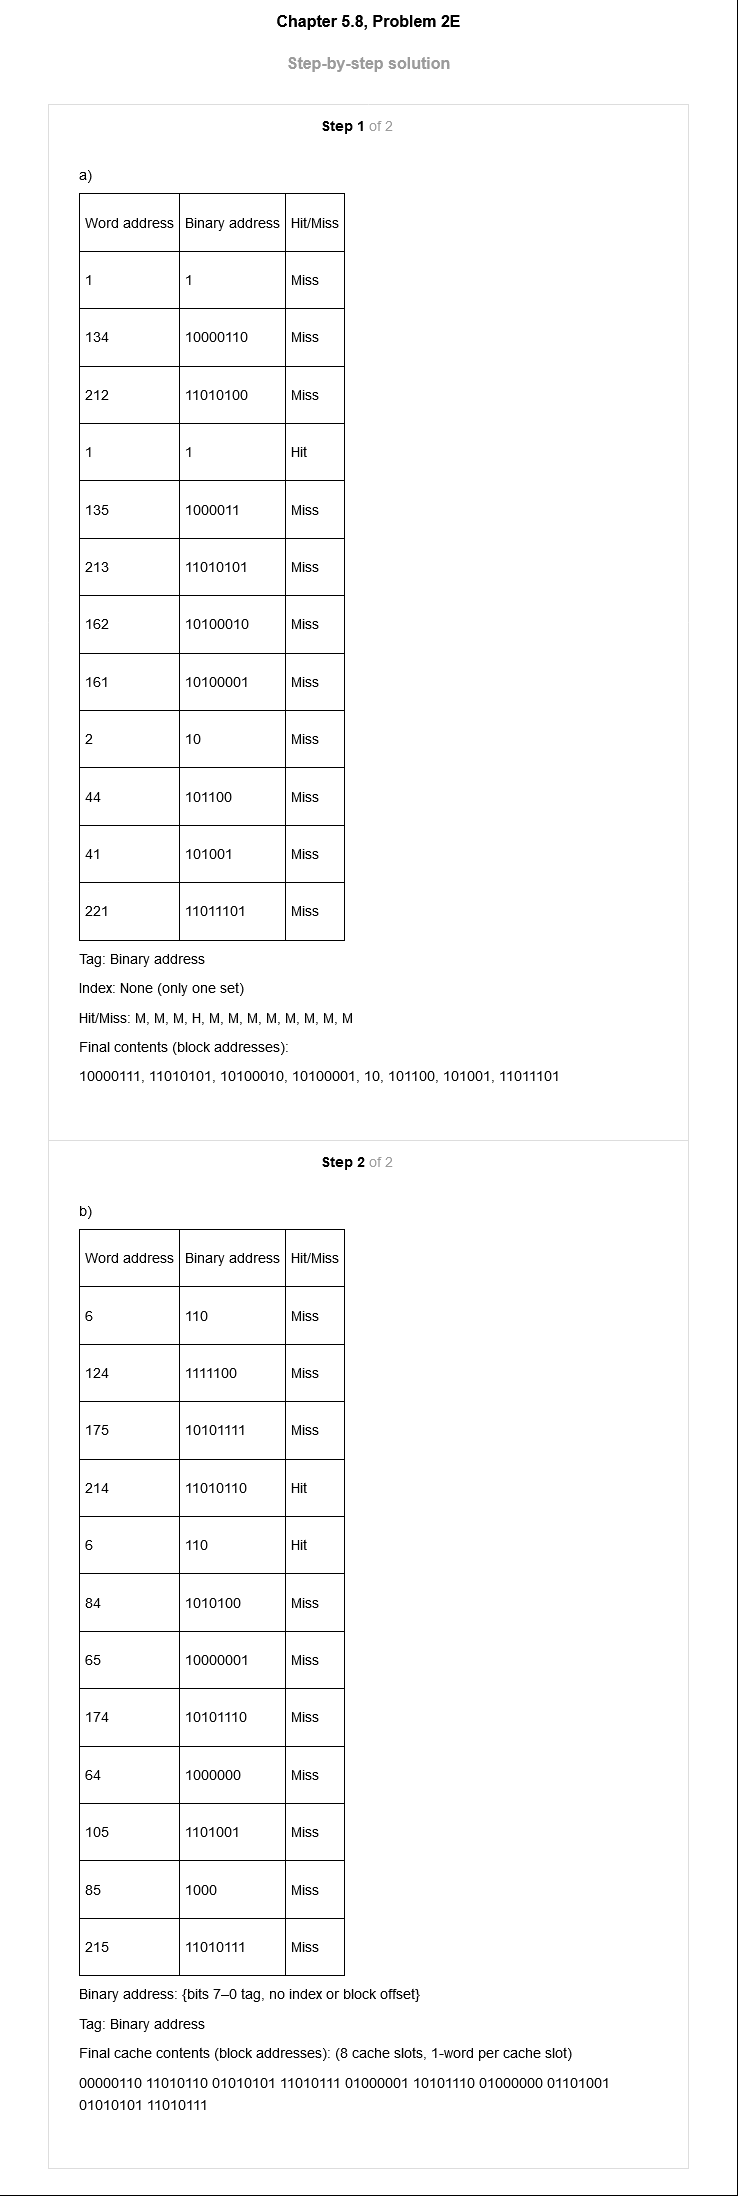 Chapter 5.8, Problem 2E
Step-by-step solution
Step 1 of 2
a)
Word address Binary address Hit/Miss
1 1 Miss
134 10000110 Miss
212 11010100 Miss
1 1 Hit
135 1000011 Miss
213 11010101 Miss
162 10100010 Miss
161 10100001 Miss
2 10 Miss
44 101100 Miss
41 101001 Miss
221 11011101 Miss
Tag: Binary address
Index: None (only one set)
Hit/Miss: M, M, M, H, M, M, M, M, M, M, M, M
Final contents (block addresses):
10000111, 11010101, 10100010, 10100001, 10, 101100, 101001, 11011101
Step 2 of 2
b)
Word address Binary address Hit/Miss
6 110 Miss
124 1111100 Miss
175 10101111 Miss
214 11010110 Hit
6 110 Hit
84 1010100 Miss
65 10000001 Miss
174 10101110 Miss
64 1000000 Miss
105 1101001 Miss
85 1000 Miss
215 11010111 Miss
Binary address: {bits 7–0 tag, no index or block offset}
Tag: Binary address
Final cache contents (block addresses): (8 cache slots, 1-word per cache slot)
00000110 11010110 01010101 11010111 01000001 10101110 01000000 01101001
01010101 11010111